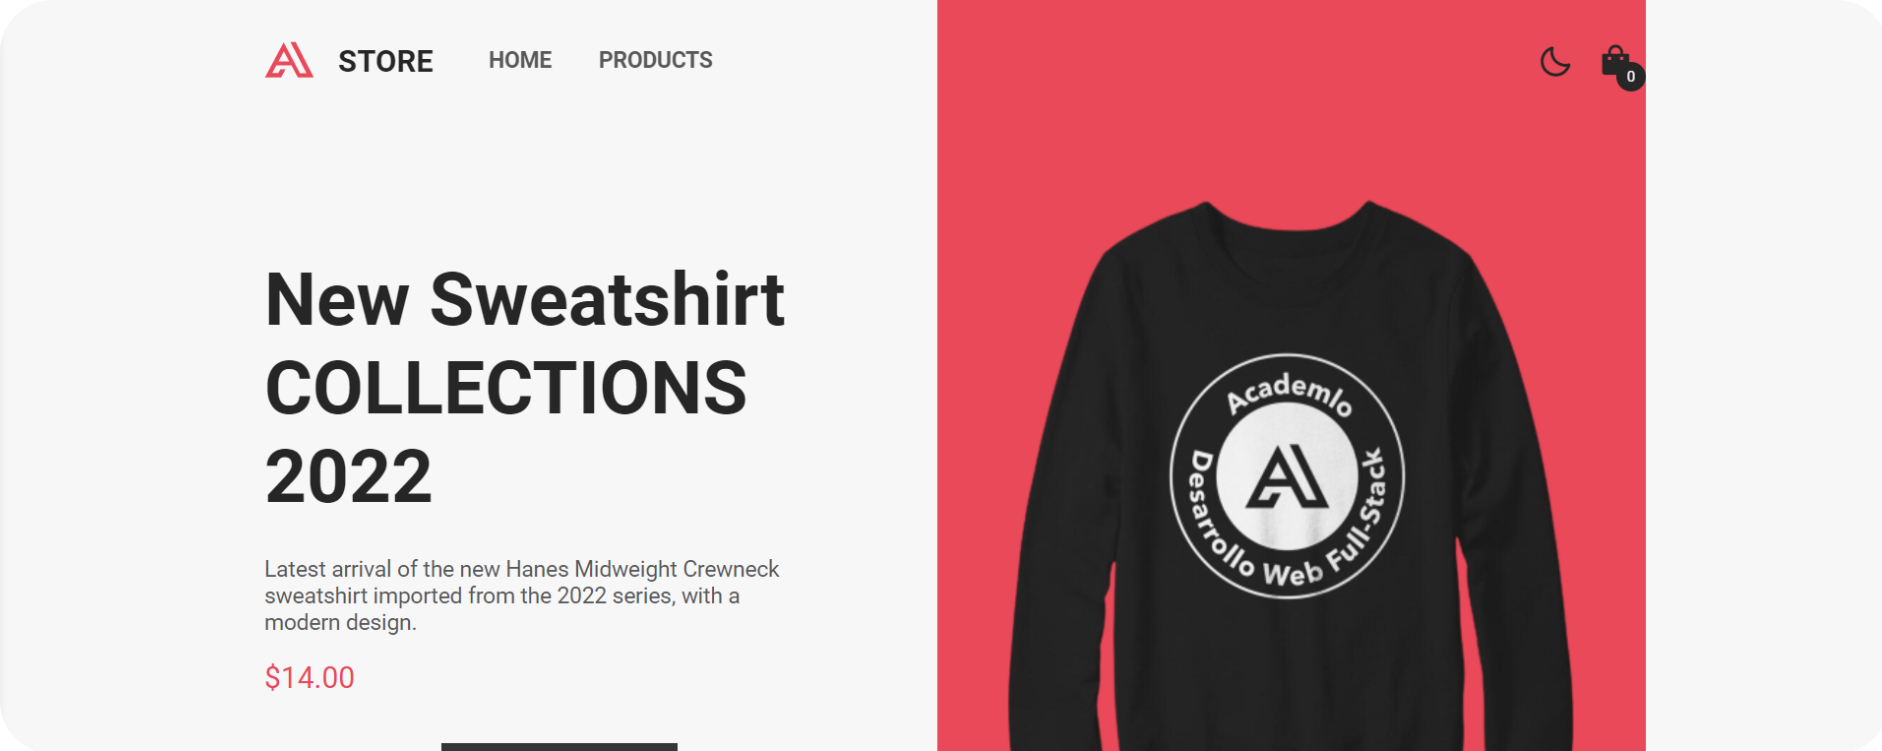 STORE
HOME
PRODUCTS
0
New Sweatshirt
COLLECTIONS
2022
Latest arrival of the new Hanes Midweight Crewneck
sweatshirt imported from the 2022 series, with a
modern design.
$14.00
Academlo
Desarrollo Web Full-Stack